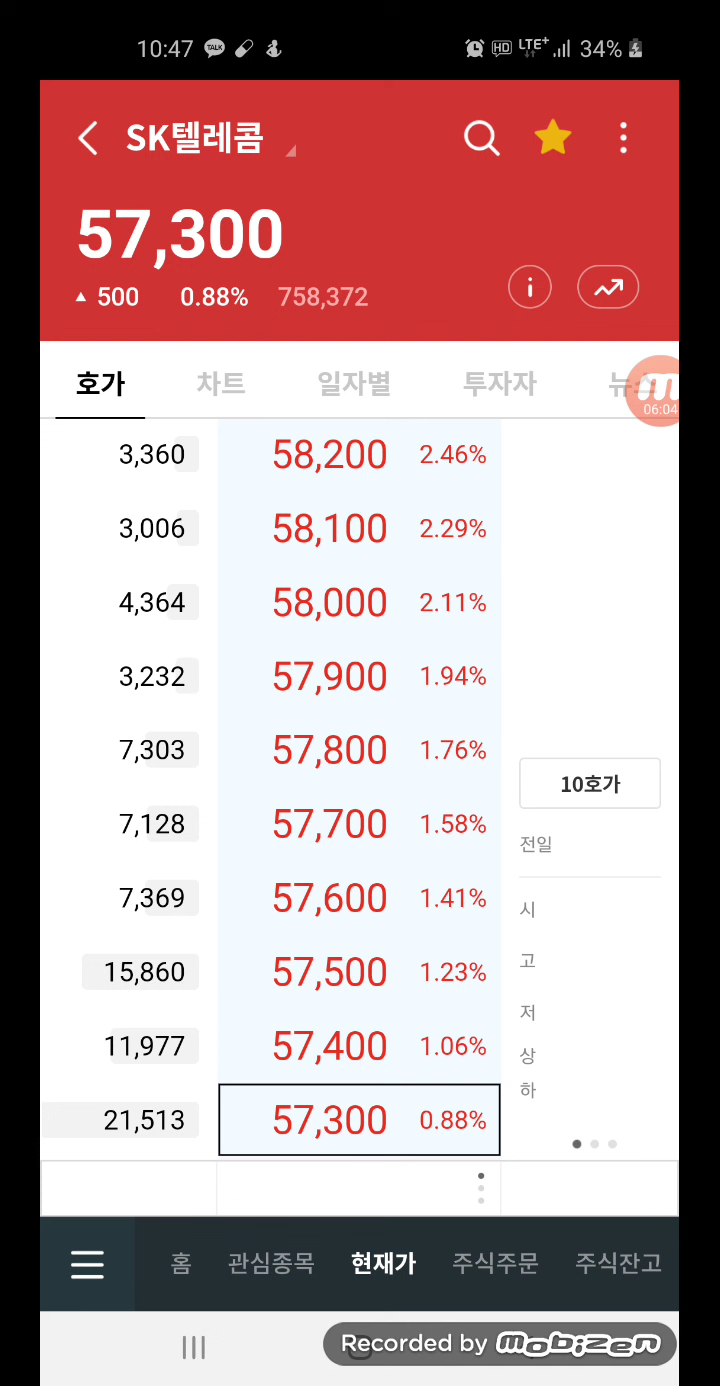 10:47 TALK HD LTE+ 34%
SK텔레콤
57,300
▲ 500 0.88% 758,372
호가 차트 일자별 투자자
06:04
3,360 58,200 2.46%
3,006 58,100 2.29%
4,364 58,000 2.11%
3,232 57,900 1.94%
7,303 57,800 1.76%
10호가
7,128 57,700 1.58%
전일
7,369 57,600 1.41%
시
15,860 57,500 1.23%
고
저
11,977 57,400 1.06%
상
하
21,513 57,300 0.88%
홈 관심종목 현재가 주식주문 주식잔고
Recorded by mobizen